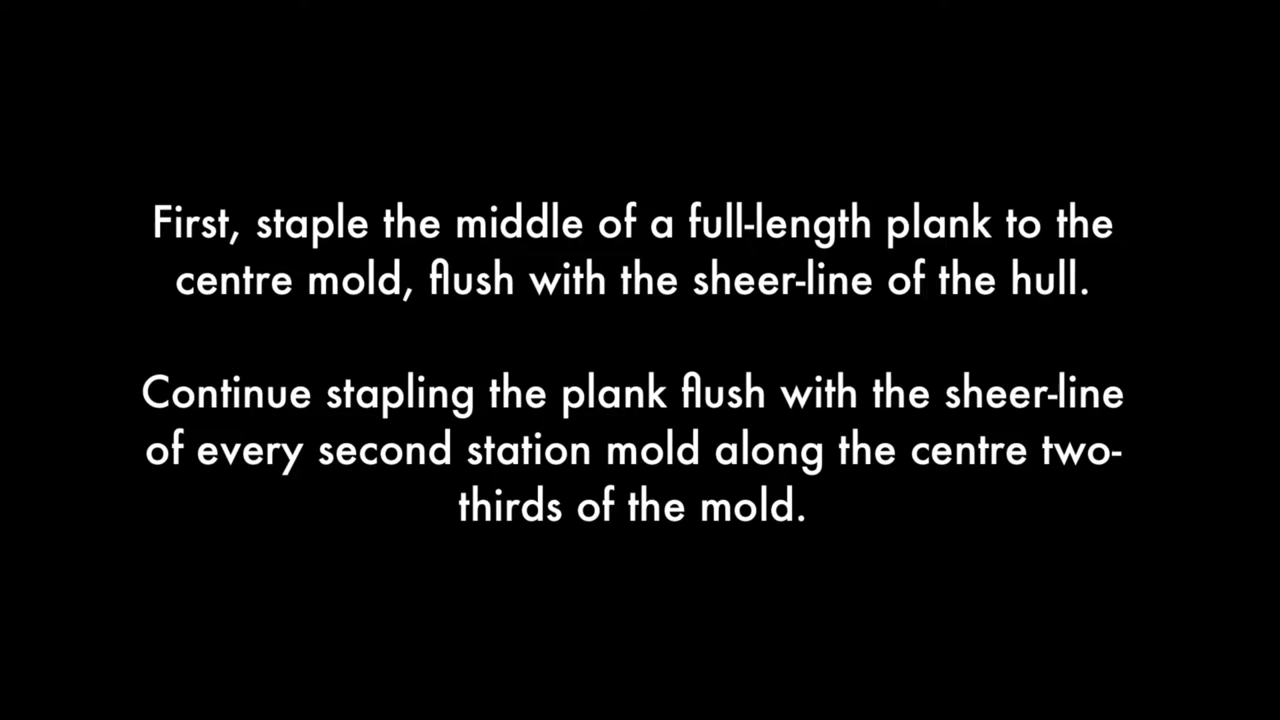 First, staple the middle of a full-length plank to the
centre mold, flush with the sheer-line of the hull.
Continue stapling the plank flush with the sheer-line
of every second station mold along the centre two-
thirds of the mold.